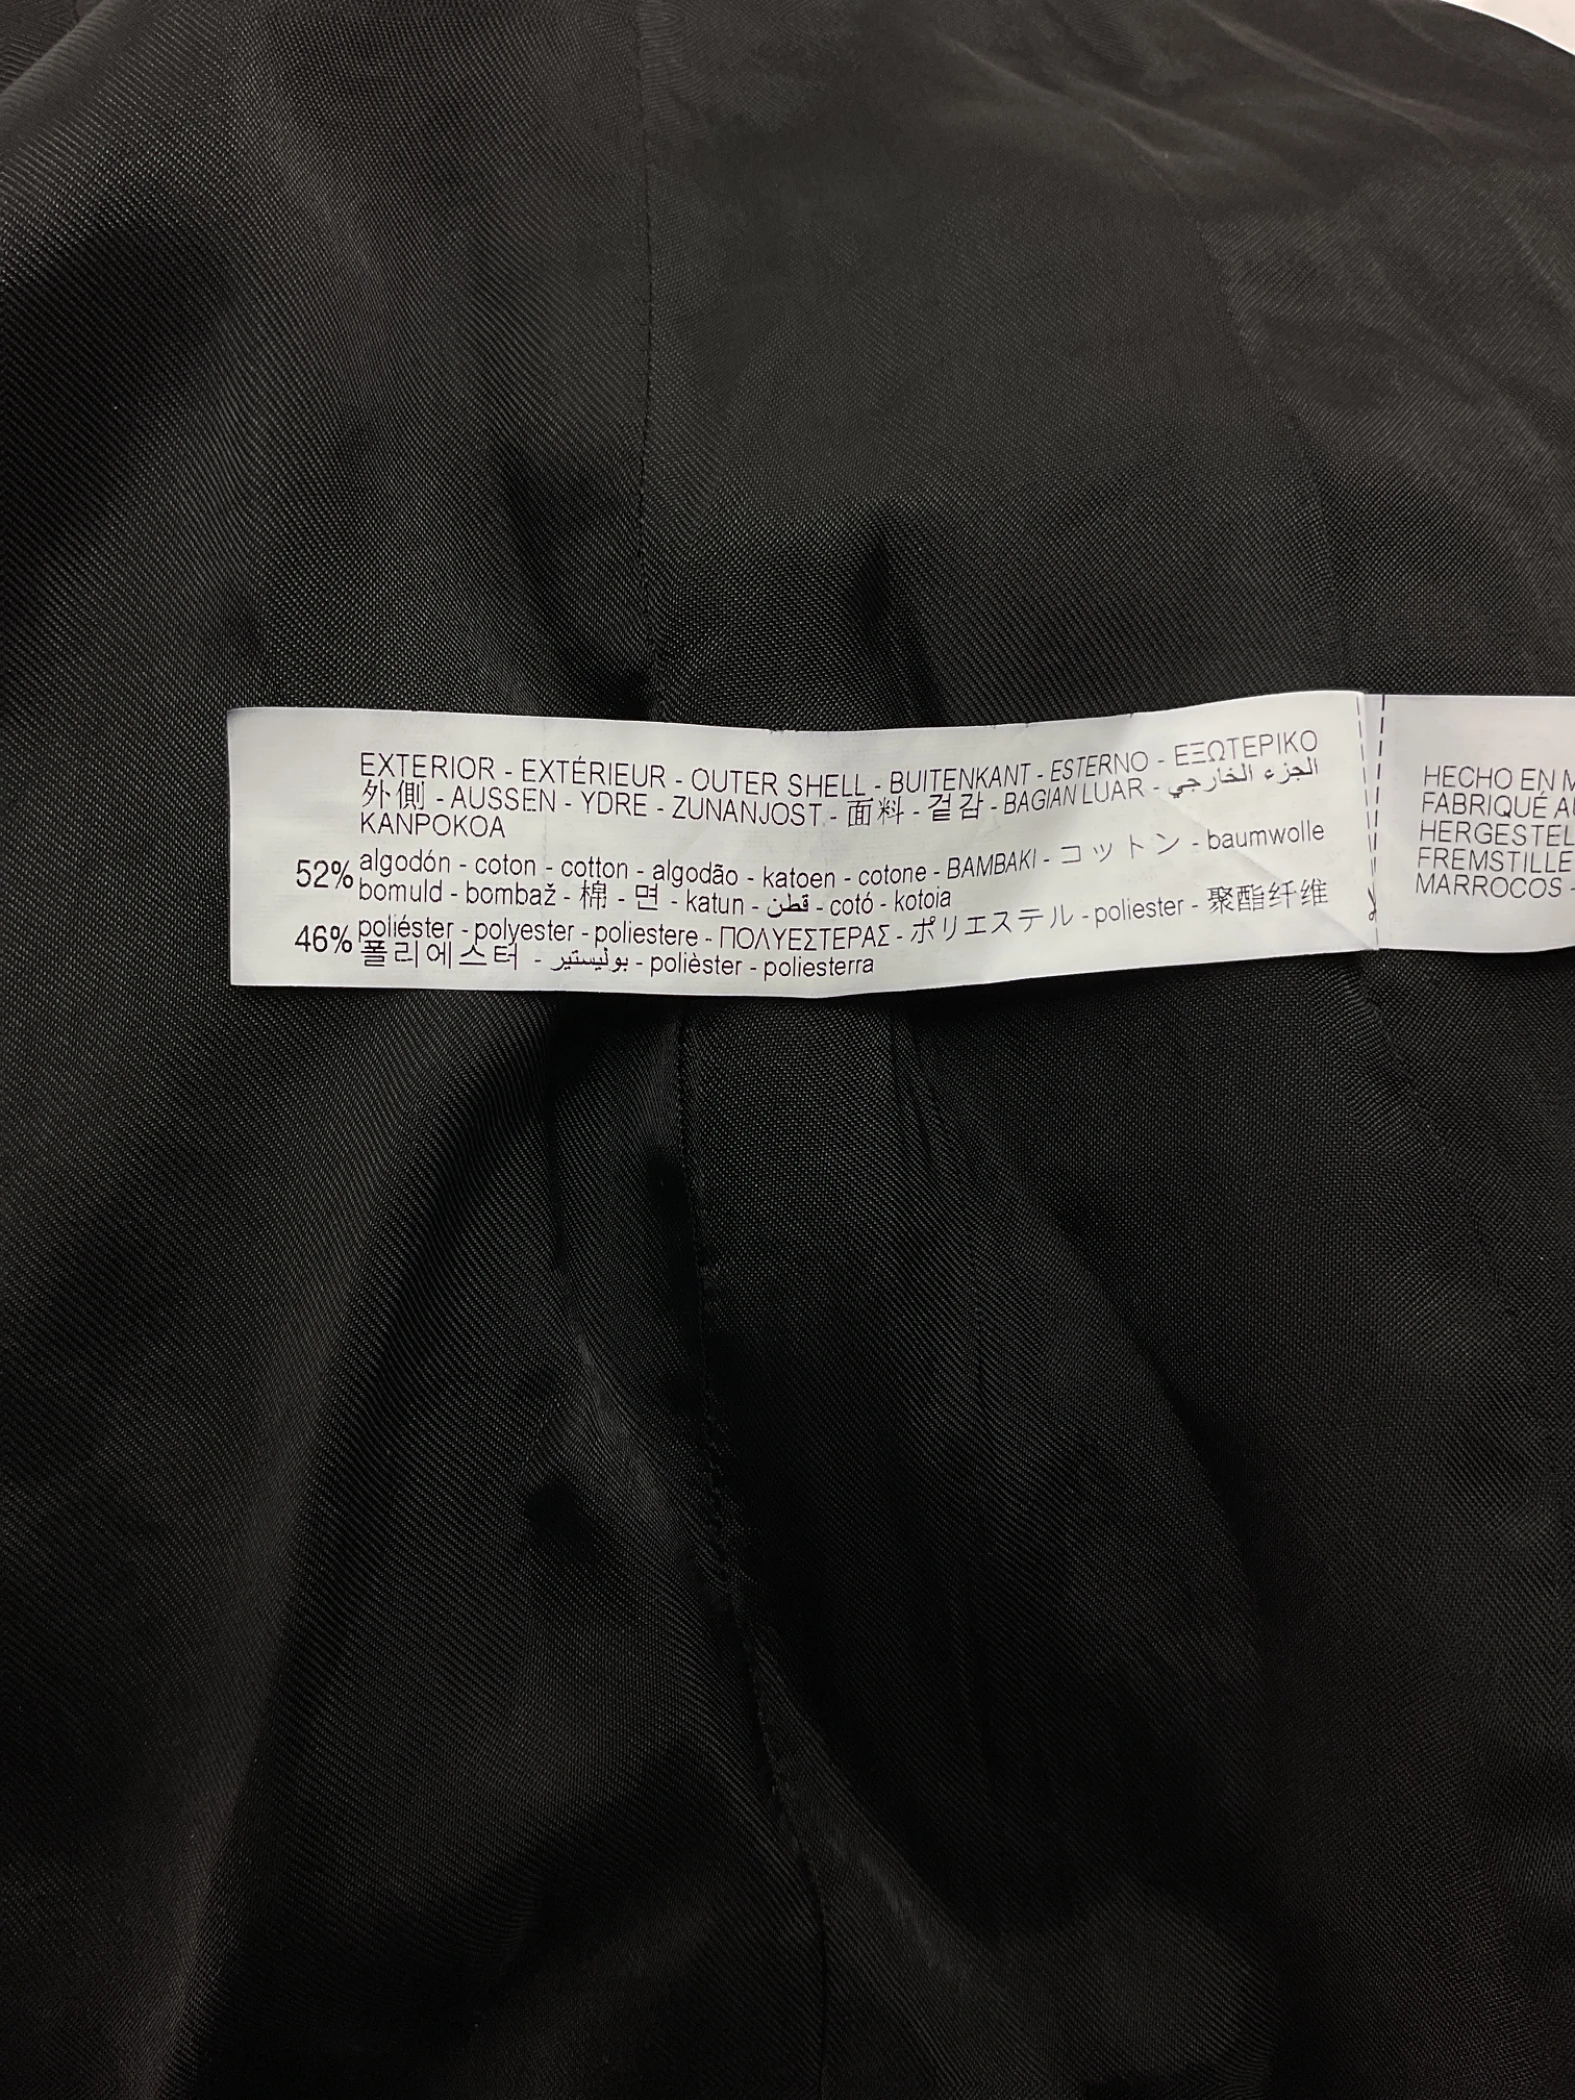 EXTERIOR - EXTÉRIEUR - OUTER SHELL - BUITENKANT - ESTERNO - ΕΞΩΤΕΡΙΚΟ
外側 - AUSSEN - YDRE - ZUNANJOST - 面料 - 겉감 - BAGIAN LUAR - الجزء الخارجي
KANPOKOA
52% algodón - coton - cotton - algodão - katoen - cotone - BAMBAKI - コットン - baumwolle
bomuld - bombaž - 棉 - 면 - katun - قطن - cotó - kotoia
46% poliéster - polyester - poliestere - ΠΟΛΥΕΣΤΕΡΑΣ - ポリエステル - poliester - 聚酯纤维
폴리에스터 - بوليستير - polièster - poliesterra
HECHO EN
FABRIQUÉ
HERGESTEL
FREMSTILLE
MARROCOS -